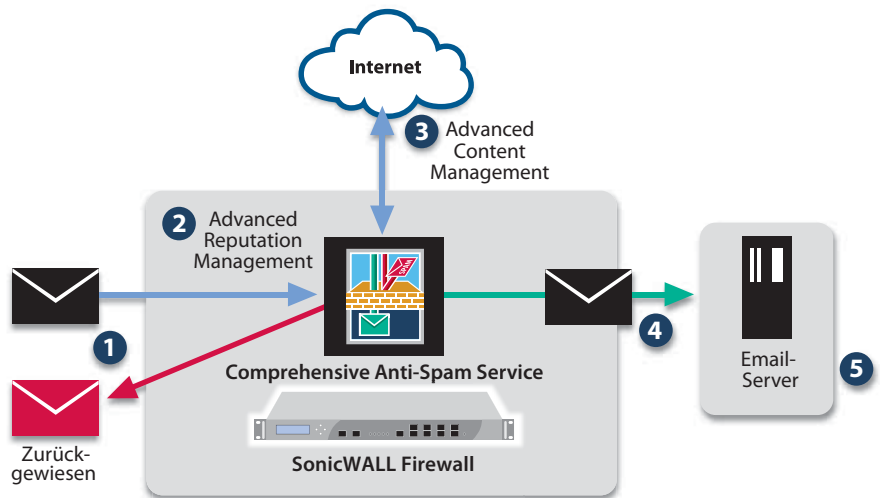 Internet
3 Advanced
Content
Management
2 Advanced
Reputation
Management
SPAM
1
4
Comprehensive Anti-Spam Service
Email-
Server
5
Zurück-
gewiesen
SonicWALL Firewall